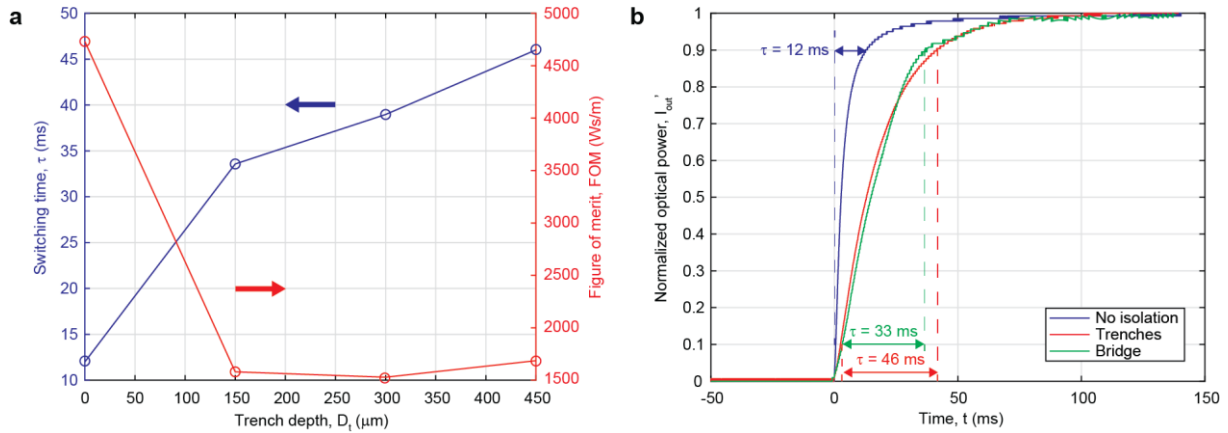 a
Switching time, τ (ms)
50
45
40
35
30
25
20
15
10
0 50 100 150 200 250 300 350 400 450
Trench depth, Dt (μm)
5000
4500
4000
3500
3000
2500
2000
1500
Figure of merit, FOM (Ws/m)
b
Normalized optical power, Iout'
1
0.9
0.8
0.7
0.6
0.5
0.4
0.3
0.2
0.1
0
τ = 12 ms
τ = 33 ms
τ = 46 ms
No isolation
Trenches
Bridge
-50 0 50 100 150
Time, t (ms)